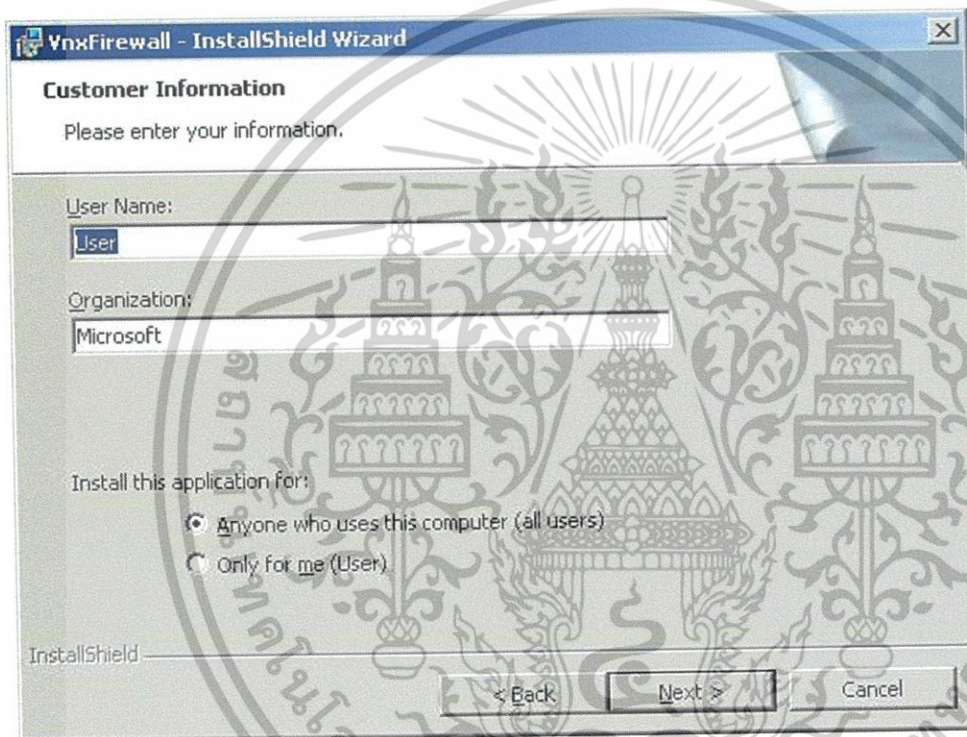 VnxFirewall - InstallShield Wizard
Customer Information
Please enter your information.
User Name:
User
Organization:
Microsoft
Install this application for:
Anyone who uses this computer (all users)
Only for me (User)
InstallShield
< Back
Next >
Cancel